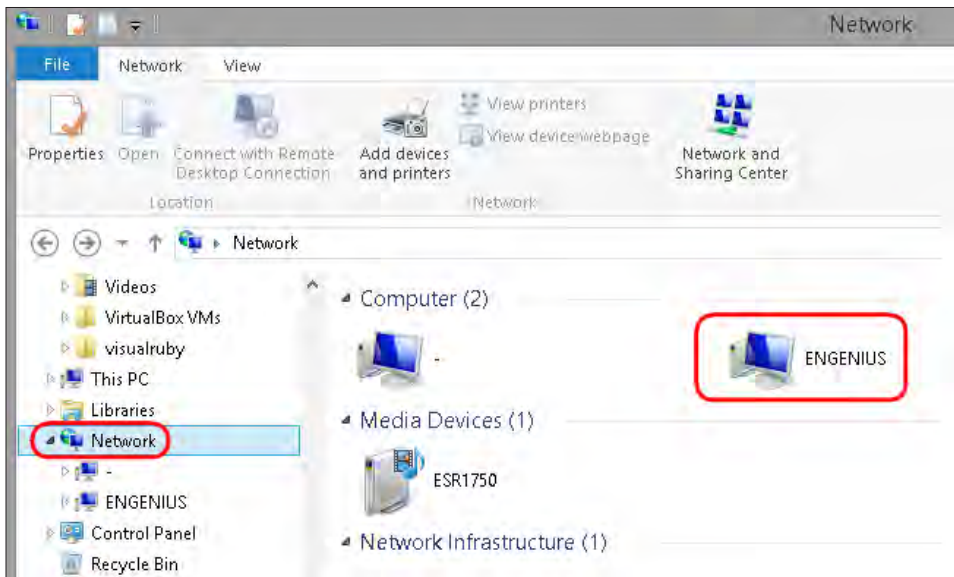 Network
File Network View
Properties Open Connect with Remote Desktop Connection
Add devices and printers
View printers
View device webpage
Network and Sharing Center
Location
Network
Network
Videos
VirtualBox VMs
visualruby
This PC
Libraries
Network
-
ENGENIUS
Control Panel
Recycle Bin
Computer (2)
-
ENGENIUS
Media Devices (1)
ESR1750
Network Infrastructure (1)